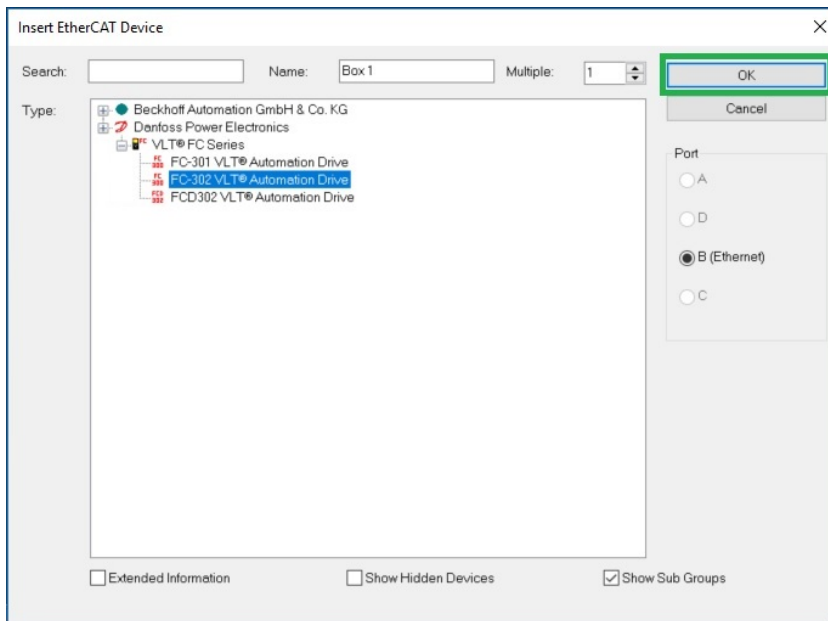 Insert EtherCAT Device
Search:
Name: Box 1
Multiple: 1
OK
Type:
Cancel
Beckhoff Automation GmbH & Co. KG
Danfoss Power Electronics
VLT® FC Series
FC-301 VLT® Automation Drive
FC-302 VLT® Automation Drive
FCD302 VLT® Automation Drive
Port
A
D
B (Ethernet)
C
Extended Information
Show Hidden Devices
Show Sub Groups